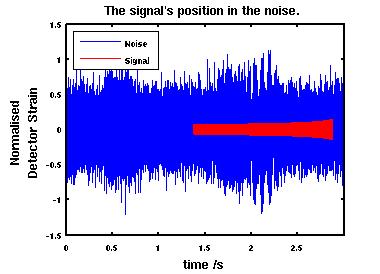 The signal's position in the noise.
1.5
Noise
Signal
1
0.5
0
-0.5
-1
-1.5
Normalised
Detector Strain
0 0.5 1 1.5 2 2.5
time /s